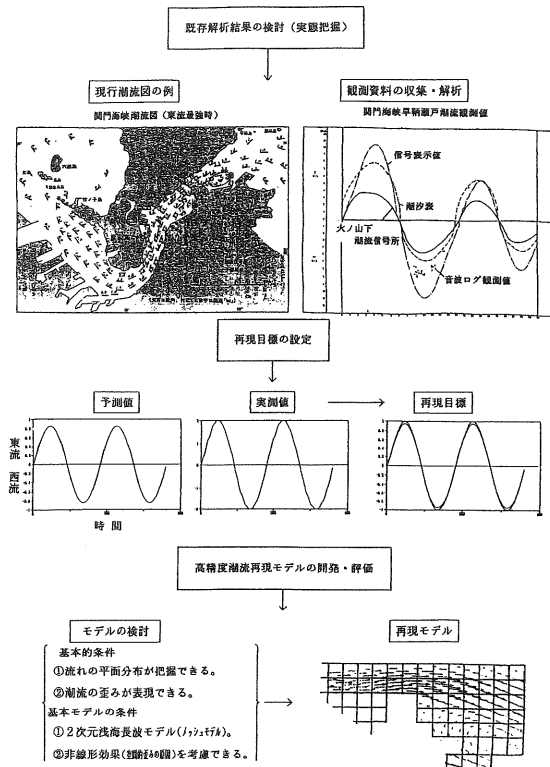 既存解析結果の検討（実態把握）
現行潮流図の例
関門海峡潮流図（東流最強時）
六連島
竹ノ子島
観測資料の収集・解析
関門海峡早鞆瀬戸潮流観測値
信号表示値
潮汐表
火ノ山下
潮流信号所
音波ログ観測値
再現目標の設定
予測値
実測値
再現目標
東流
西流
時間
高精度潮流再現モデルの開発・評価
モデルの検討
基本的条件
①流れの平面分布が把握できる。
②潮流の歪みが表現できる。
基本モデルの条件
①２次元浅海長波モデル(メッシュモデル)。
②非線形効果(を考慮できる。
再現モデル